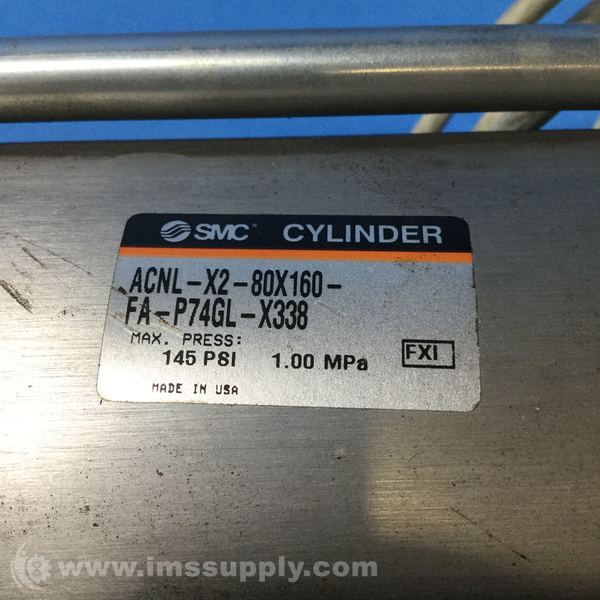 SMC® CYLINDER
ACNL-X2-80X160-
FA-P74GL-X338
MAX. PRESS:
145 PSI 1.00 MPa FXI
MADE IN USA
www.imssupply.com